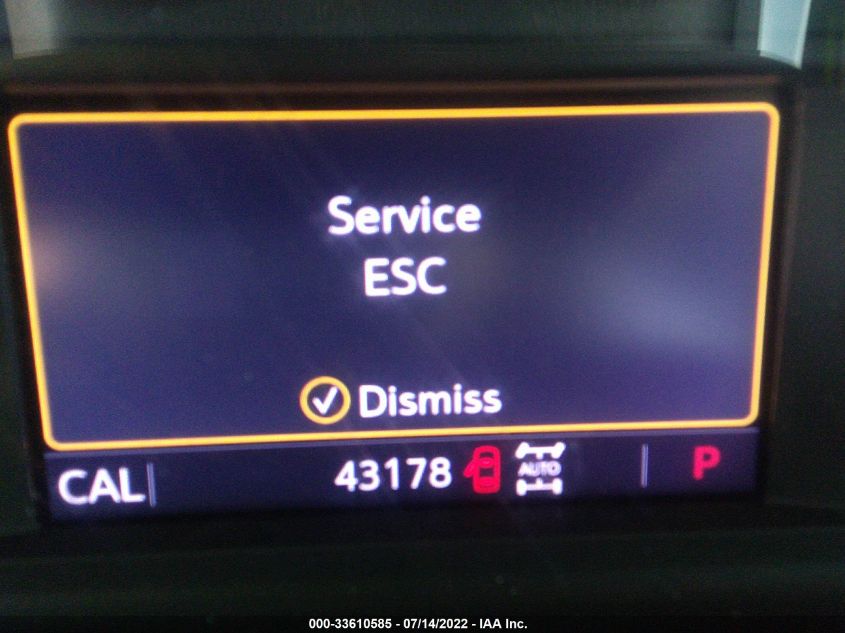 Service
ESC
Dismiss
CAL
43178
AUTO
P
000-33610585 - 07/14/2022 - IAA Inc.